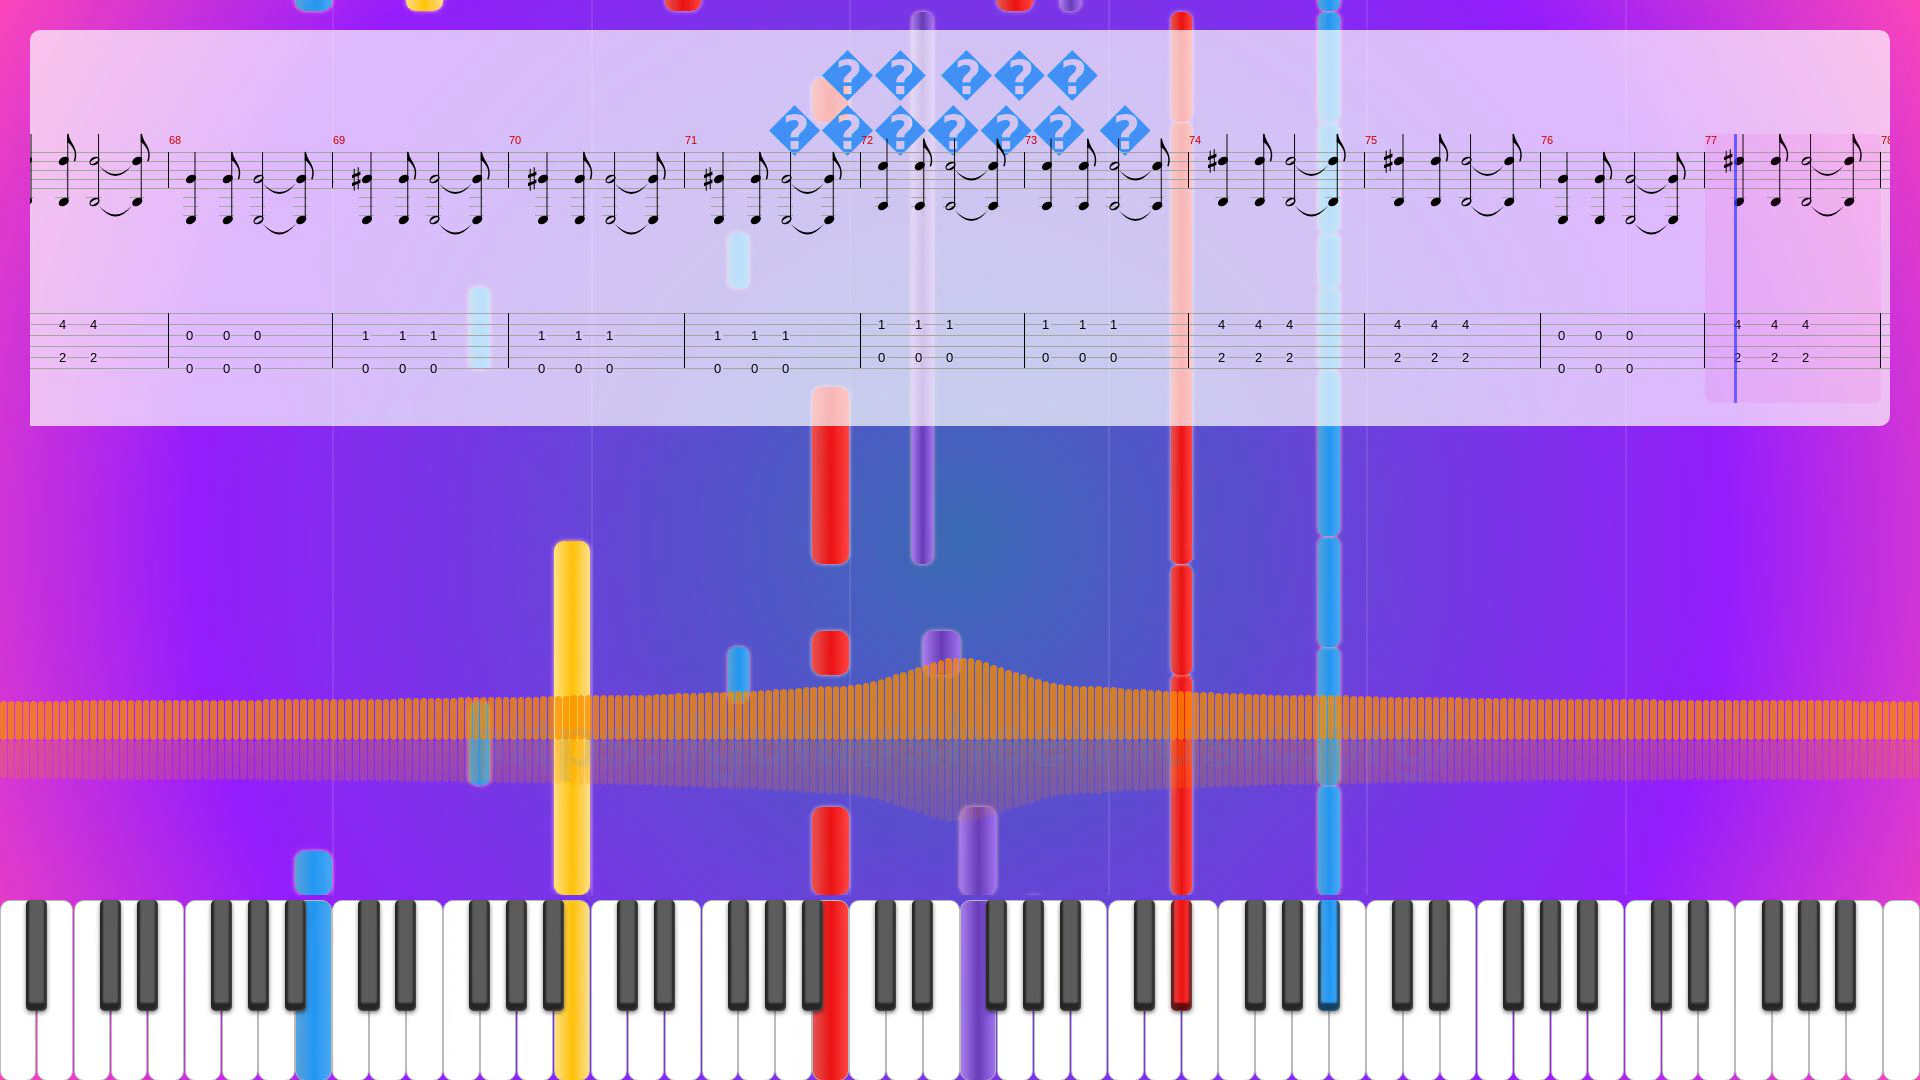 �� ���
������ �
68 69 70 71 72 73 74 75 76 77 78
4 4 1 1 1 1 1 1 4 4 4 4 4 4 4 4 4
0 0 0 1 1 1 1 1 1 1 1 1 0 0 0
2 2 0 0 0 0 0 0 2 2 2 2 2 2 2 2 2
0 0 0 0 0 0 0 0 0 0 0 0 0 0 0